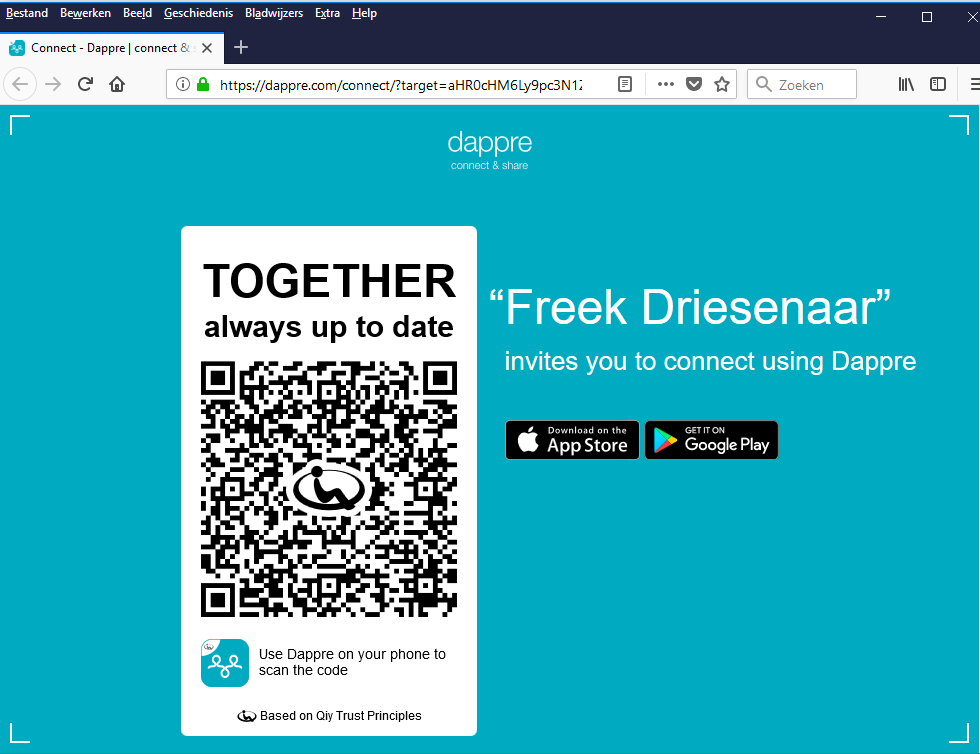 Bestand Bewerken Beeld Geschiedenis Bladwijzers Extra Help
Connect - Dappre | connect &
https://dappre.com/connect/?target=aHR0cHM6Ly9pc3N1Z
Zoeken
dappre
connect & share
TOGETHER
always up to date
“Freek Driesenaar”
invites you to connect using Dappre
Download on the
App Store
GET IT ON
Google Play
Use Dappre on your phone to
scan the code
Based on Qiy Trust Principles